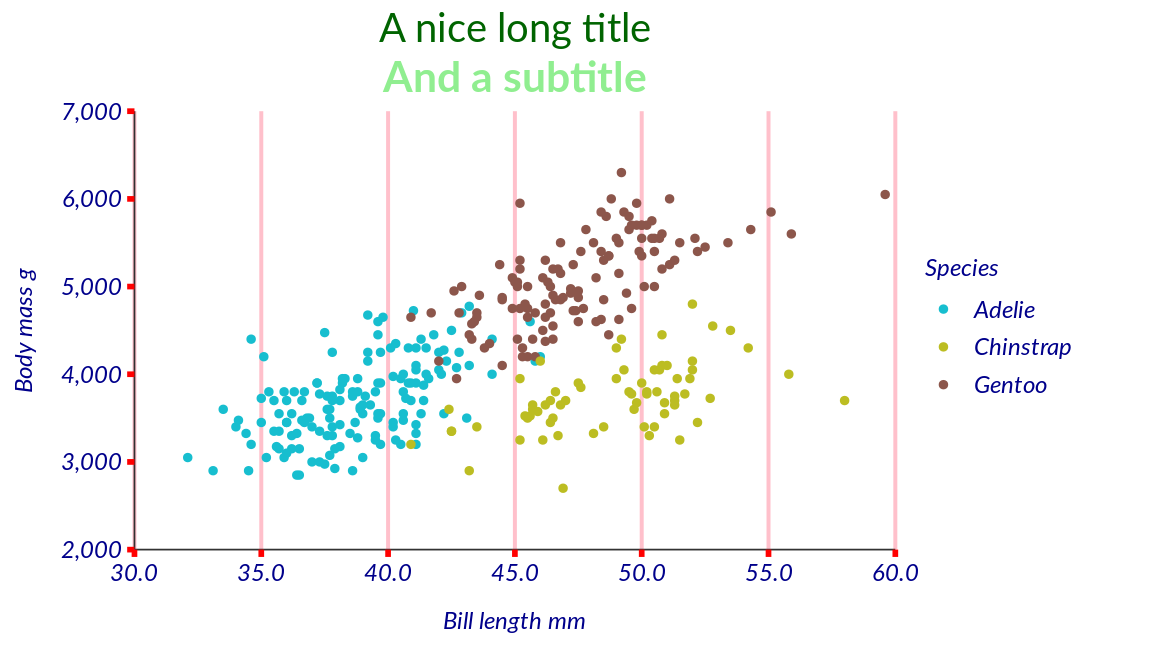 A nice long title
And a subtitle
7,000
6,000
5,000
4,000
3,000
2,000
Body mass g
30.0 35.0 40.0 45.0 50.0 55.0 60.0
Bill length mm
Species
Adelie
Chinstrap
Gentoo